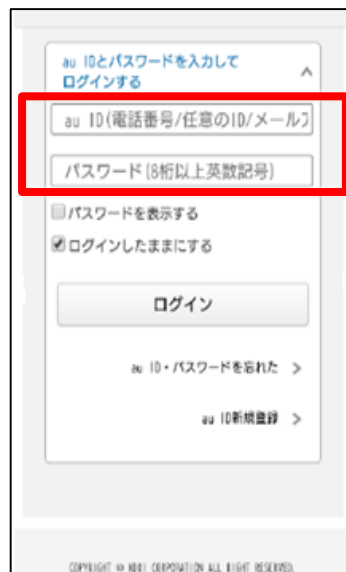 au IDとパスワードを入力して
ログインする
au ID(電話番号/任意のID/メールア
パスワード(8桁以上英数記号)
パスワードを表示する
ログインしたままにする
ログイン
au ID・パスワードを忘れた
au ID新規登録
COPYRIGHT © KDDI CORPORATION ALL RIGHT RESERVED.